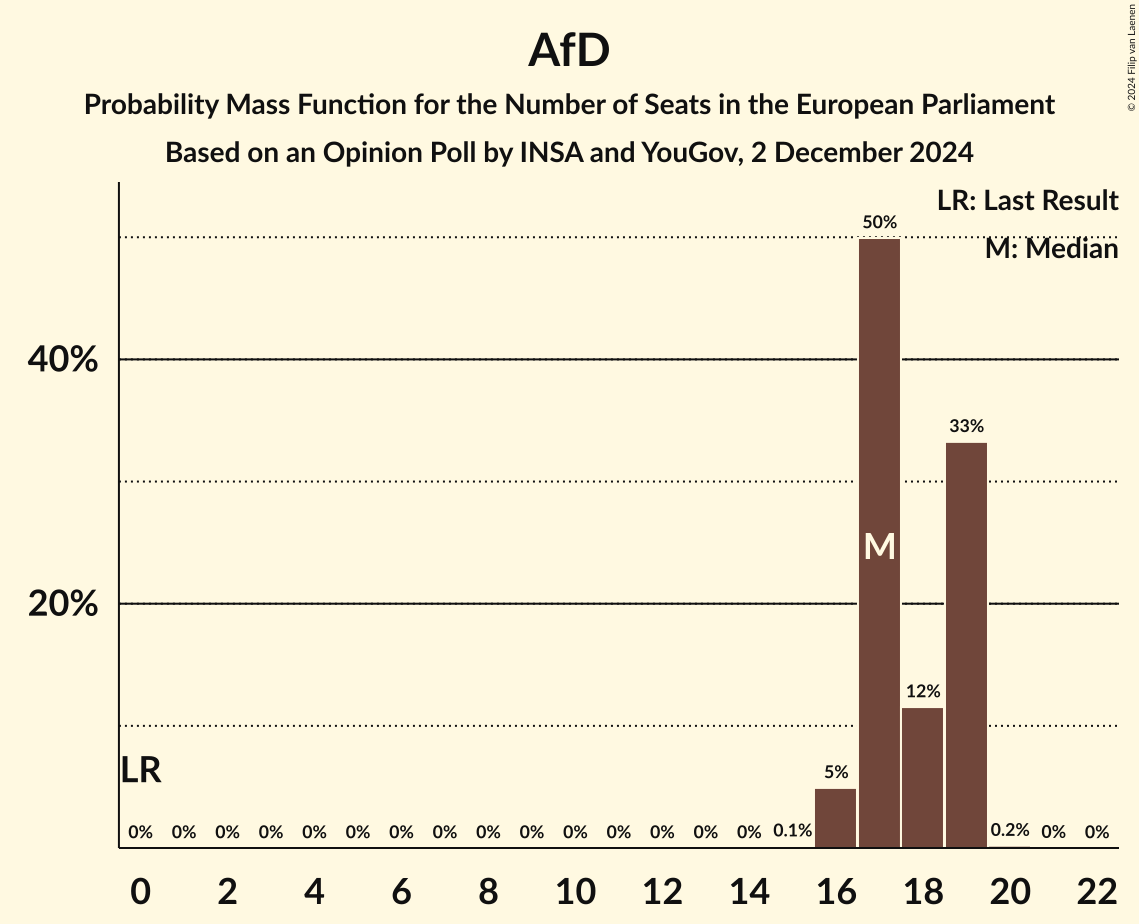 AfD
Probability Mass Function for the Number of Seats in the European Parliament
Based on an Opinion Poll by INSA and YouGov, 2 December 2024
© 2024 Filip van Laenen
LR: Last Result
M: Median
50%
40%
33%
M
20%
12%
LR
5%
0% 0% 0% 0% 0% 0% 0% 0% 0% 0% 0% 0% 0% 0% 0% 0.1% 0.2% 0% 0%
0 2 4 6 8 10 12 14 16 18 20 22